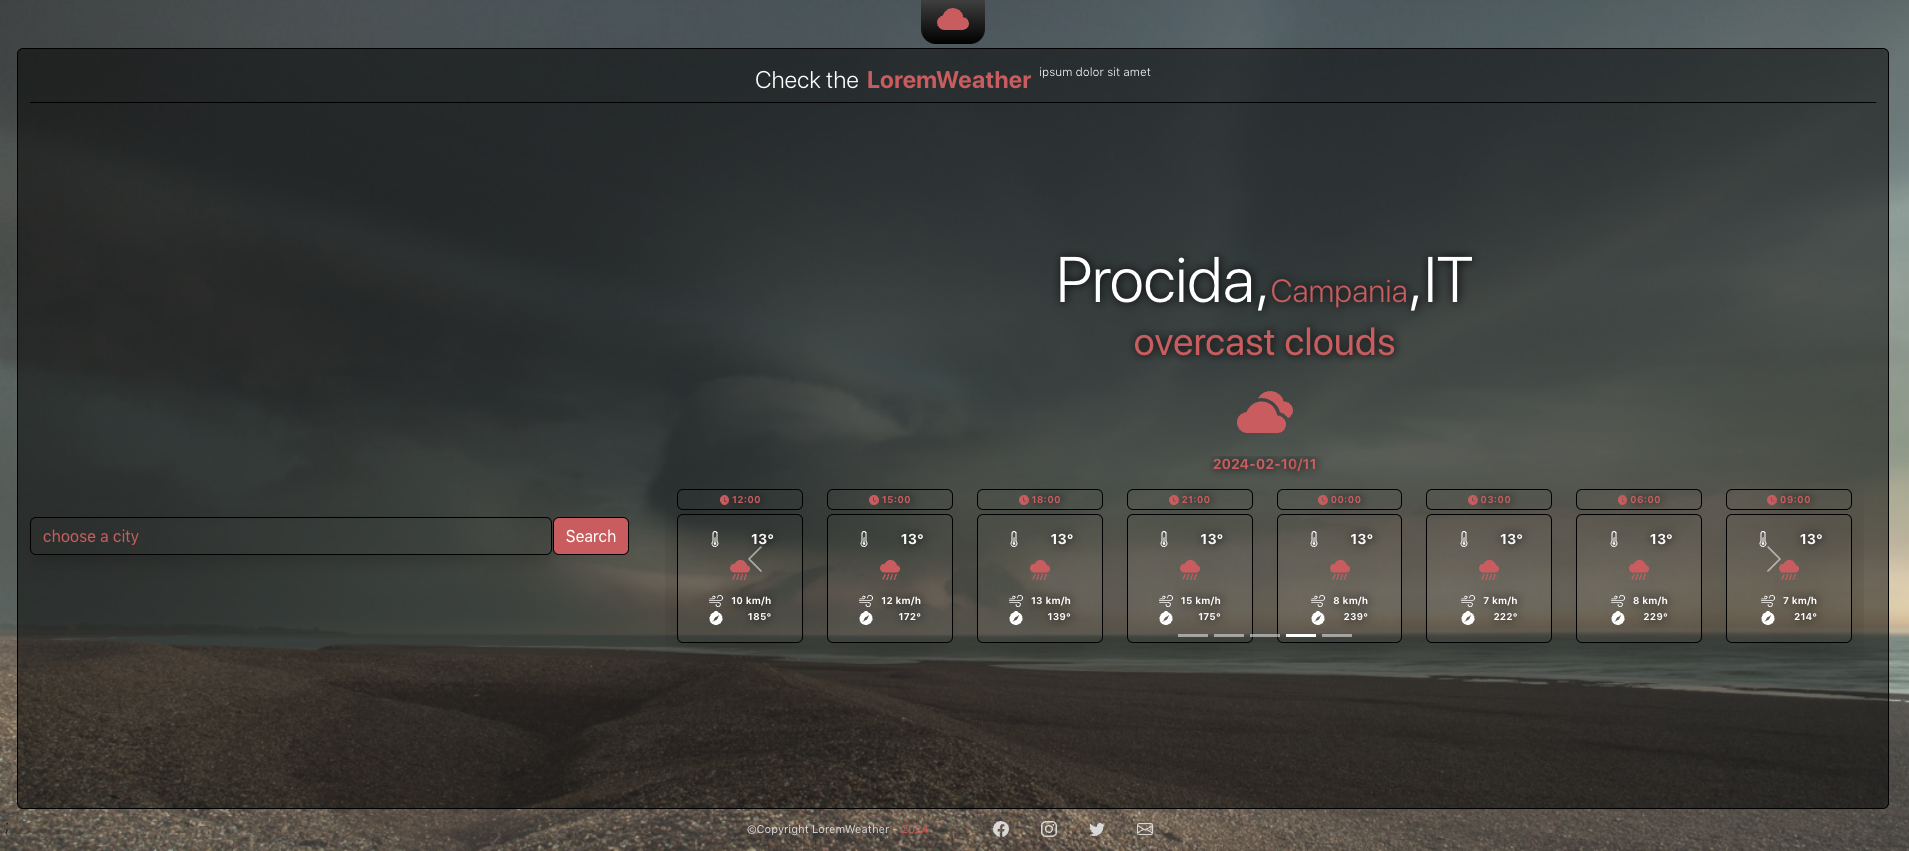 Check the LoremWeather ipsum dolor sit amet
Procida,Campania,IT
overcast clouds
2024-02-10/11
choose a city
Search
12:00 15:00 18:00 21:00 00:00 03:00 06:00 09:00
13° 13° 13° 13° 13° 13° 13° 13°
10 km/h 12 km/h 13 km/h 15 km/h 8 km/h 7 km/h 8 km/h 7 km/h
185° 172° 139° 175° 239° 222° 229° 214°
©Copyright LoremWeather - 2024